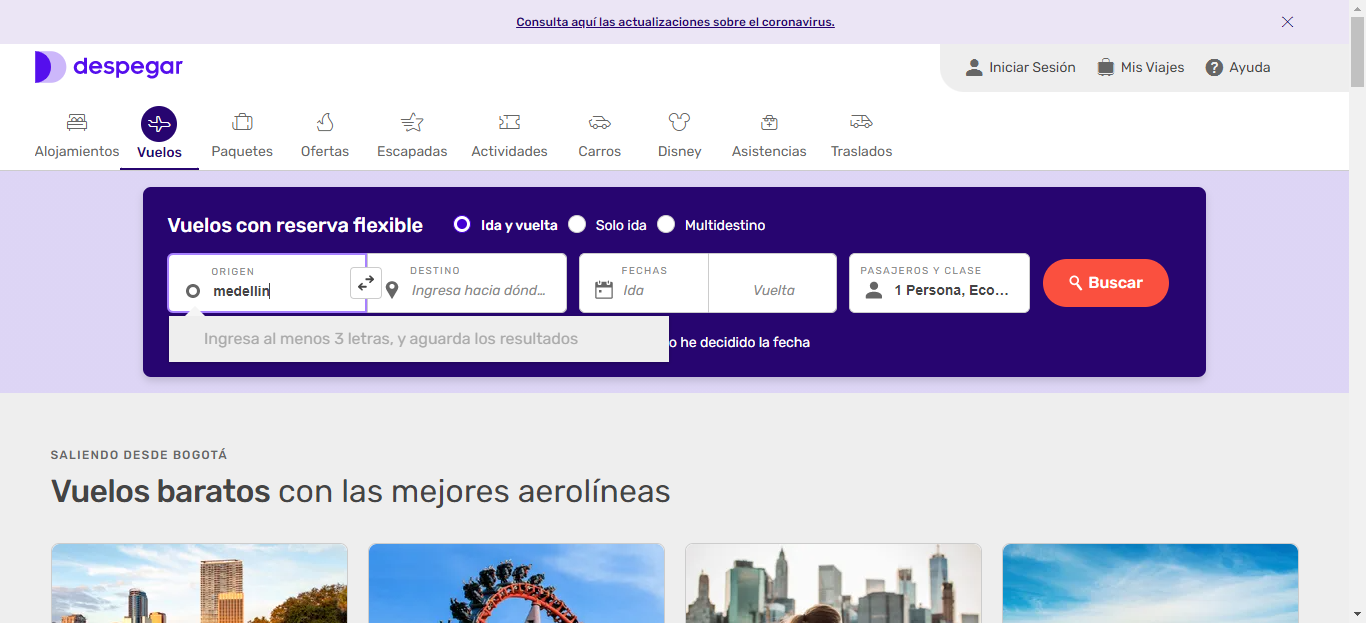 Consulta aquí las actualizaciones sobre el coronavirus.
despegar
Iniciar Sesión
Mis Viajes
Ayuda
Alojamientos
Vuelos
Paquetes
Ofertas
Escapadas
Actividades
Carros
Disney
Asistencias
Traslados
Vuelos con reserva flexible
Ida y vuelta
Solo ida
Multidestino
ORIGEN
medellin
DESTINO
Ingresa hacia dónd...
FECHAS
Ida
Vuelta
PASAJEROS Y CLASE
1 Persona, Eco...
Buscar
Ingresa al menos 3 letras, y aguarda los resultados
o he decidido la fecha
SALIENDO DESDE BOGOTÁ
Vuelos baratos con las mejores aerolíneas